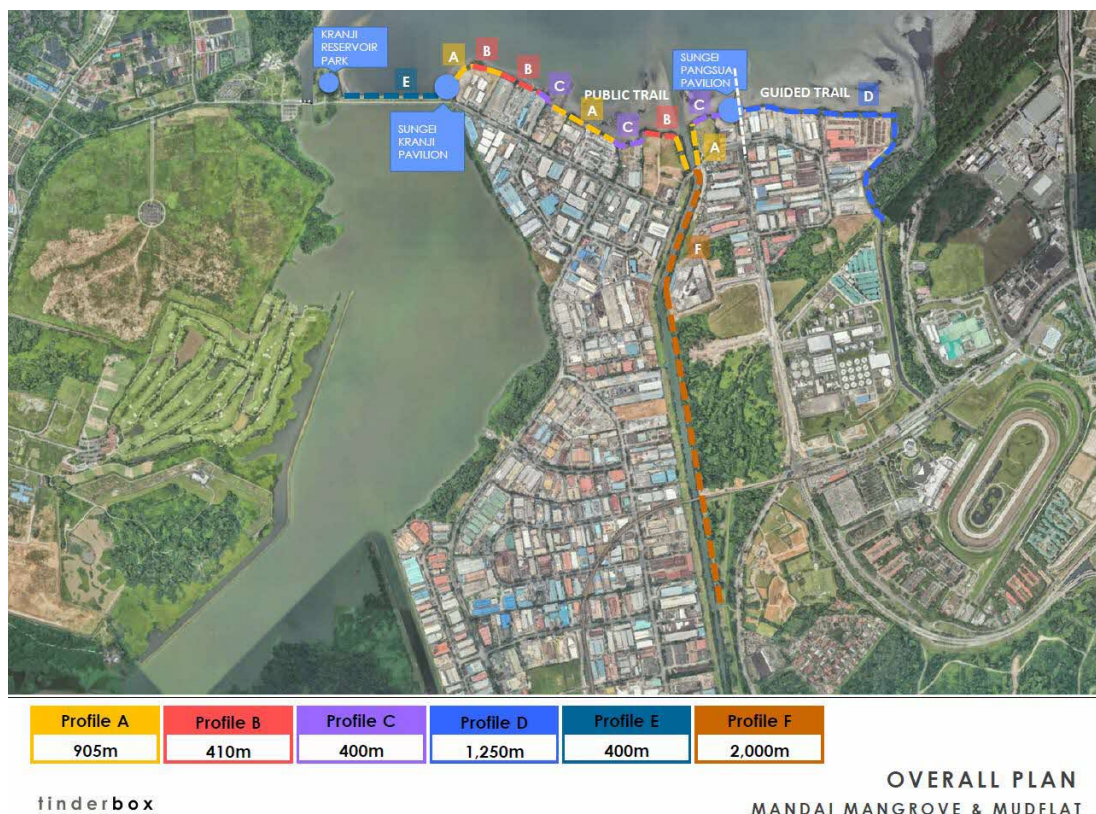 KRANJI
RESERVOIR
PARK
E
A
B
B
C
A
PUBLIC TRAIL
C
B
SUNGEI
KRANJI
PAVILION
SUNGEI
PANGSUA
PAVILION
C
A
GUIDED TRAIL
D
F
Profile A
905m
Profile B
410m
Profile C
400m
Profile D
1,250m
Profile E
400m
Profile F
2,000m
tinderbox
OVERALL PLAN
MANDAI MANGROVE & MUDFLAT